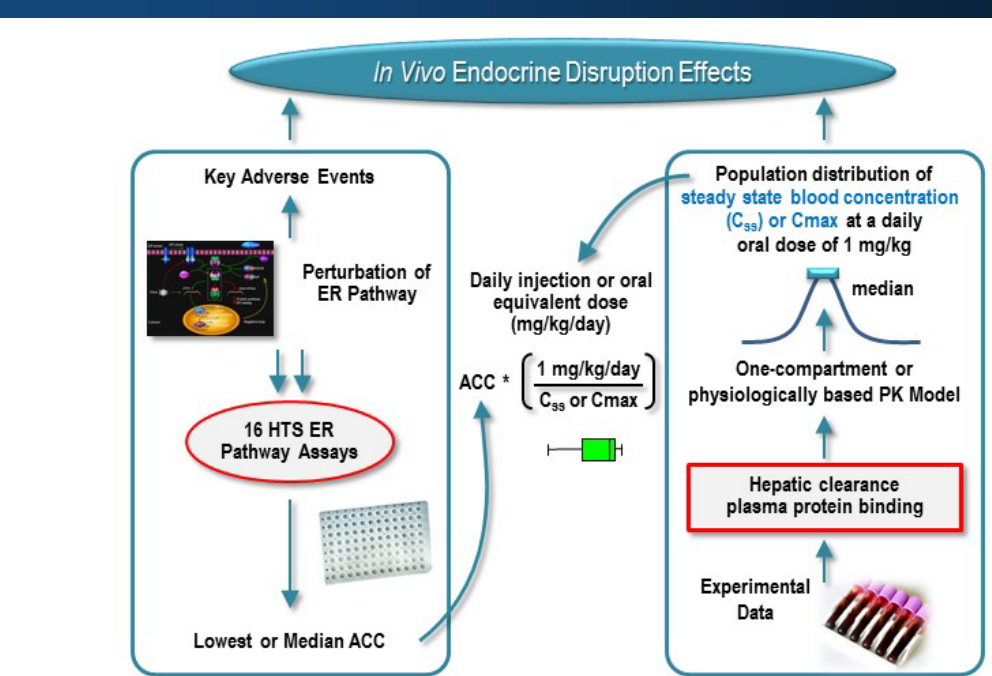 In Vivo Endocrine Disruption Effects
Key Adverse Events
Perturbation of
ER Pathway
16 HTS ER
Pathway Assays
Lowest or Median ACC
Daily injection or oral
equivalent dose
(mg/kg/day)
ACC *
1 mg/kg/day
Css or Cmax
Population distribution of
steady state blood concentration
(Css) or Cmax at a daily
oral dose of 1 mg/kg
median
One-compartment or
physiologically based PK Model
Hepatic clearance
plasma protein binding
Experimental
Data